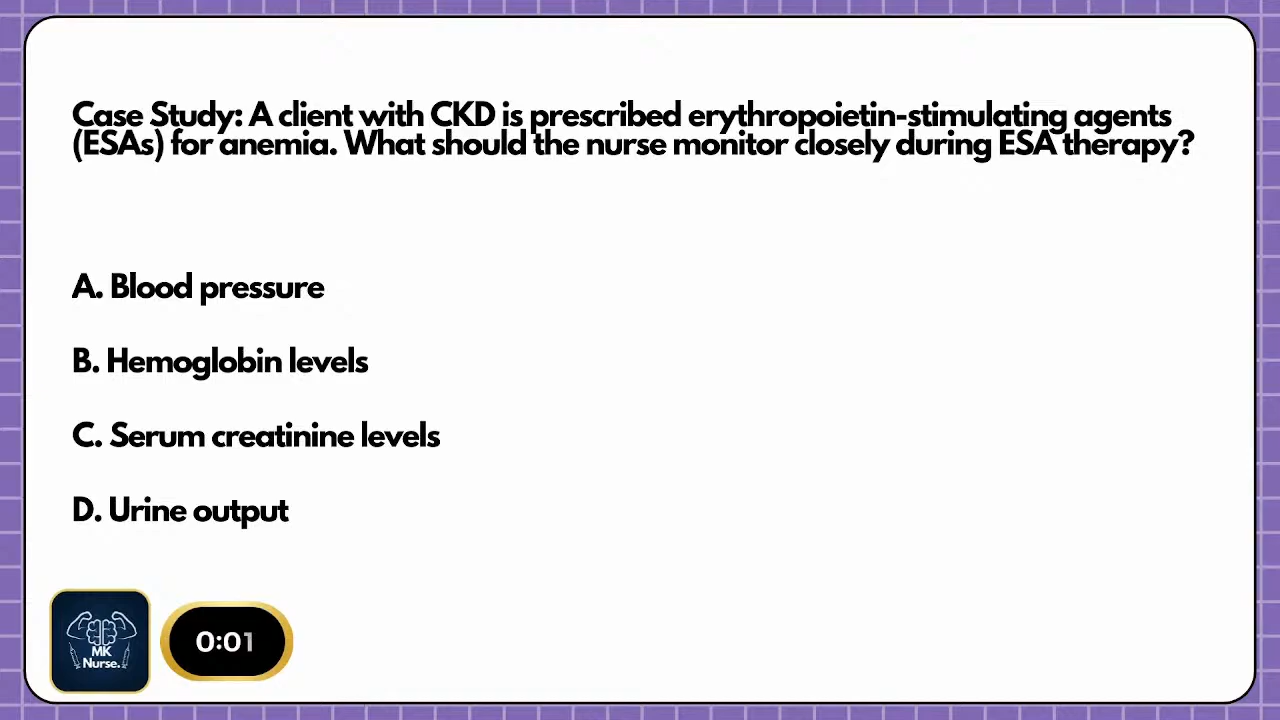 Case Study: A client with CKD is prescribed erythropoietin-stimulating agents
(ESAs) for anemia. What should the nurse monitor closely during ESA therapy?
A. Blood pressure
B. Hemoglobin levels
C. Serum creatinine levels
D. Urine output
MK
Nurse.
0:01